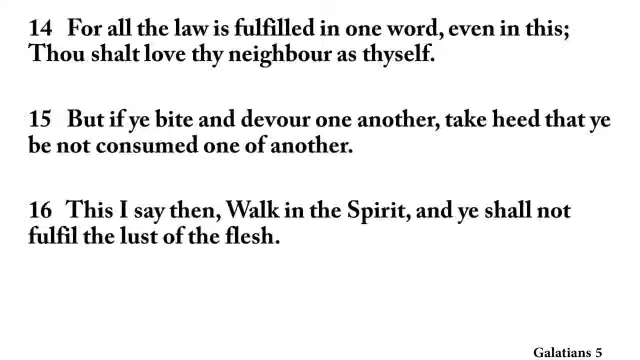 14 For all the law is fulfilled in one word, even in this;
Thou shalt love thy neighbour as thyself.
15 But if ye bite and devour one another, take heed that ye
be not consumed one of another.
16 This I say then, Walk in the Spirit, and ye shall not
fulfil the lust of the flesh.
Galatians 5